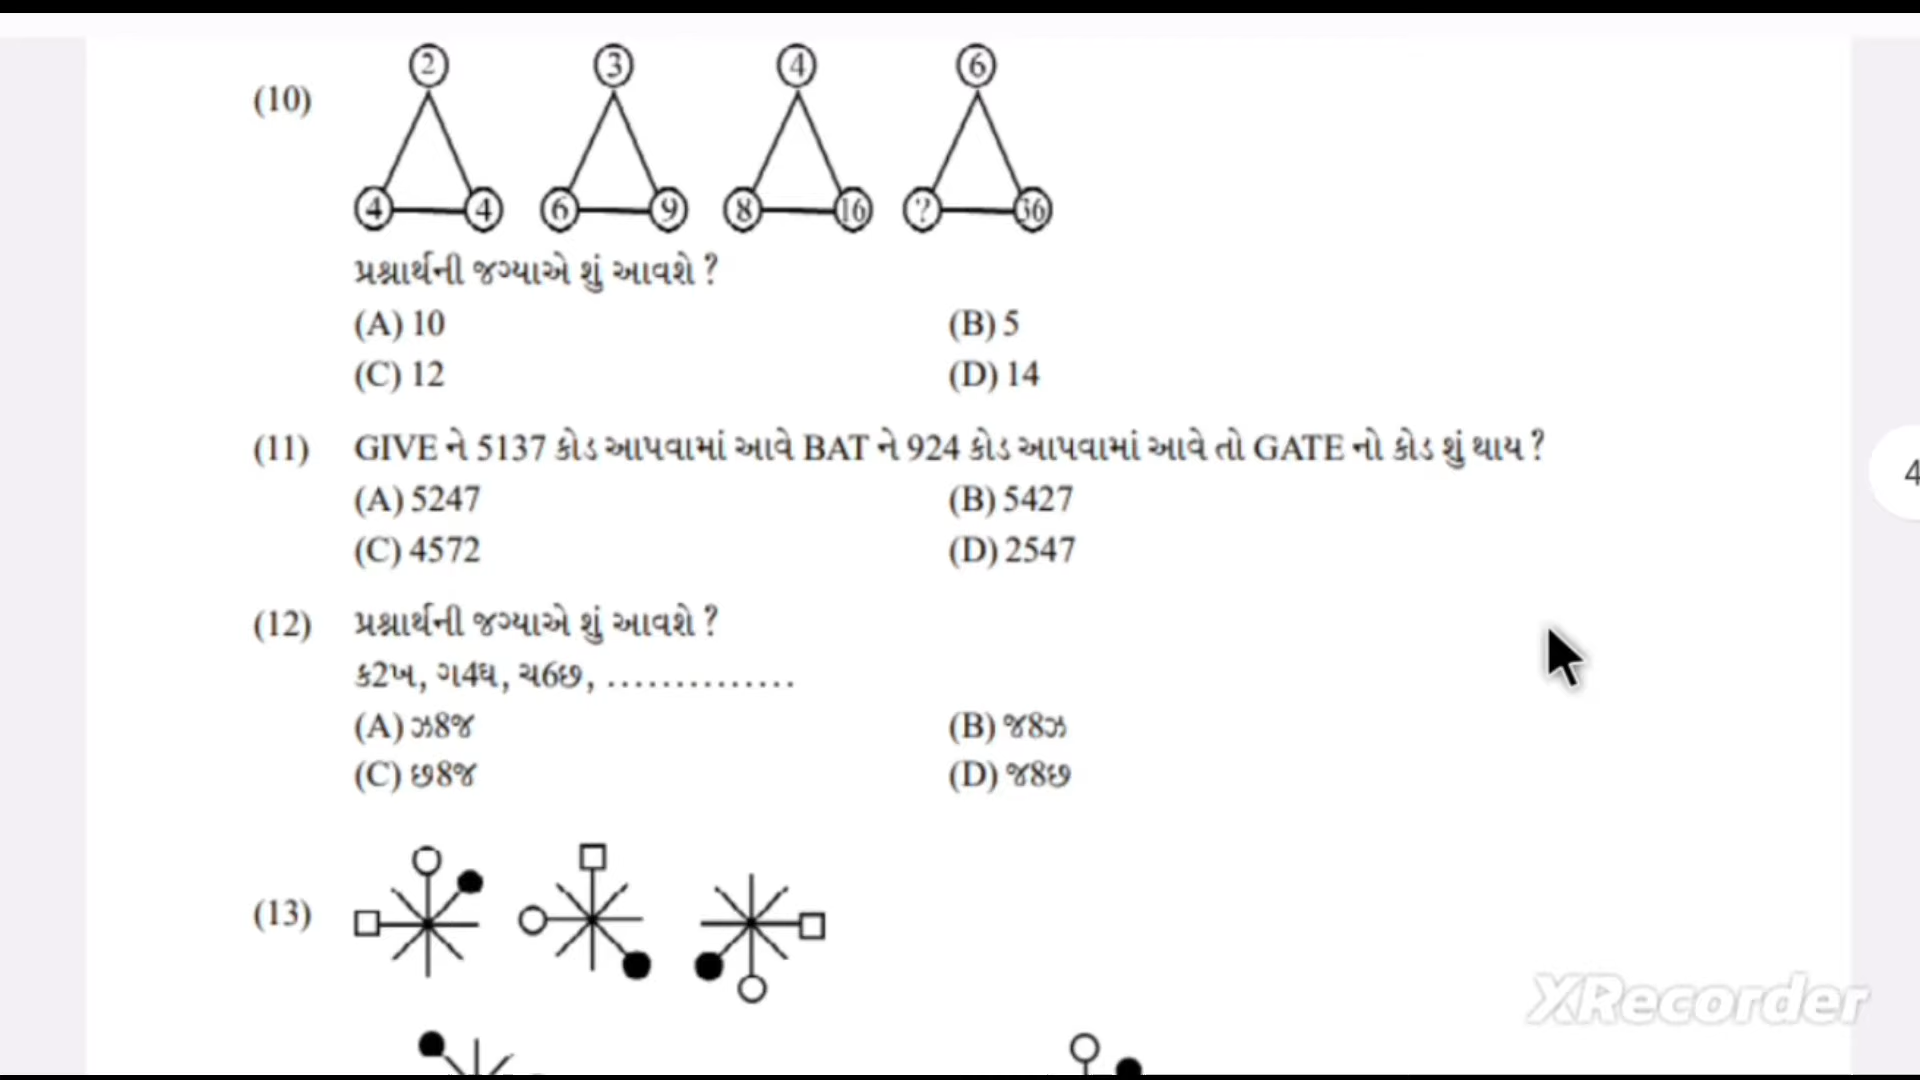 (10) 2 3 4 6
4 4 6 9 8 16 ? 36
પ્રશ્નાર્થની જગ્યાએ શું આવશે ?
(A) 10 (B) 5
(C) 12 (D) 14
(11) GIVE ને 5137 કોડ આપવામાં આવે BAT ને 924 કોડ આપવામાં આવે તો GATE નો કોડ શું થાય ?
(A) 5247 (B) 5427
(C) 4572 (D) 2547
(12) પ્રશ્નાર્થની જગ્યાએ શું આવશે ?
ક2ખ, ગ4ઘ, ચ6છ, ..............
(A) ઝ8જ (B) જ8ઝ
(C) છ8જ (D) જ8છ
(13)
4
XRecorder